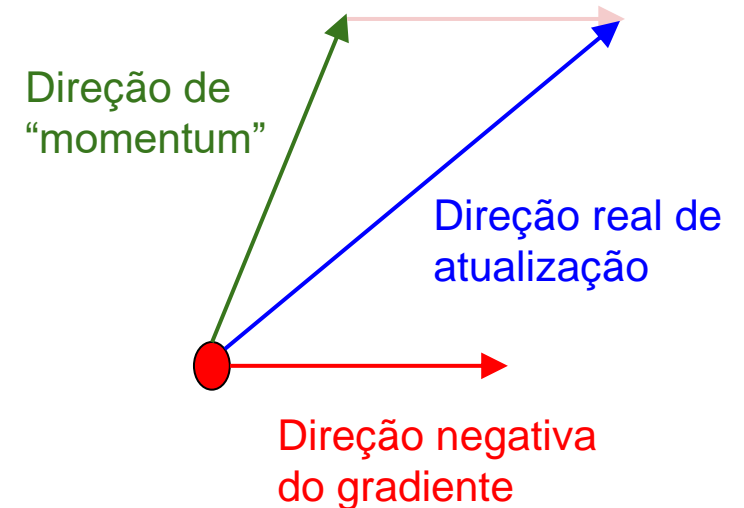 Direção de
“momentum”
Direção real de
atualização
Direção negativa
do gradiente